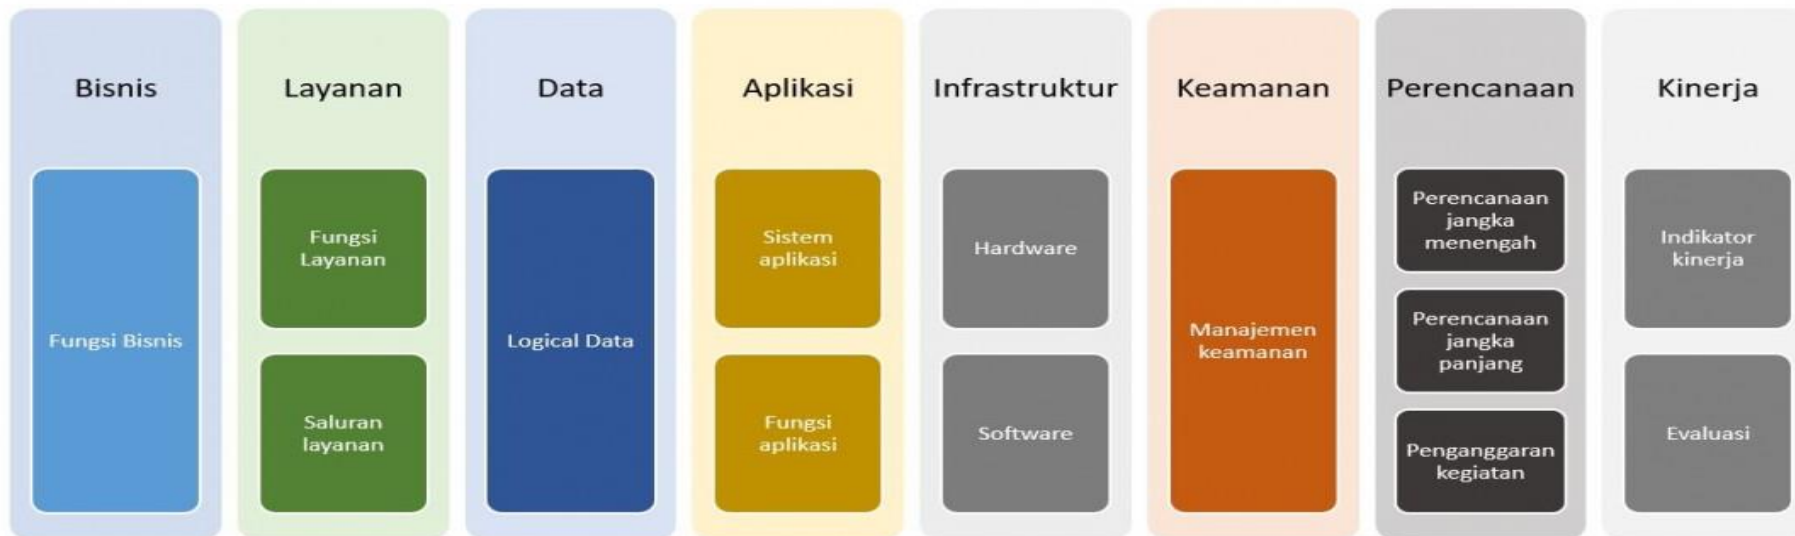 Bisnis
Fungsi Bisnis
Layanan
Fungsi
Layanan
Saluran
layanan
Data
Logical Data
Aplikasi
Sistem
aplikasi
Fungsi
aplikasi
Infrastruktur
Hardware
Software
Keamanan
Manajemen
keamanan
Perencanaan
Perencanaan
jangka
menengah
Perencanaan
jangka
panjang
Penganggaran
kegiatan
Kinerja
Indikator
kinerja
Evaluasi